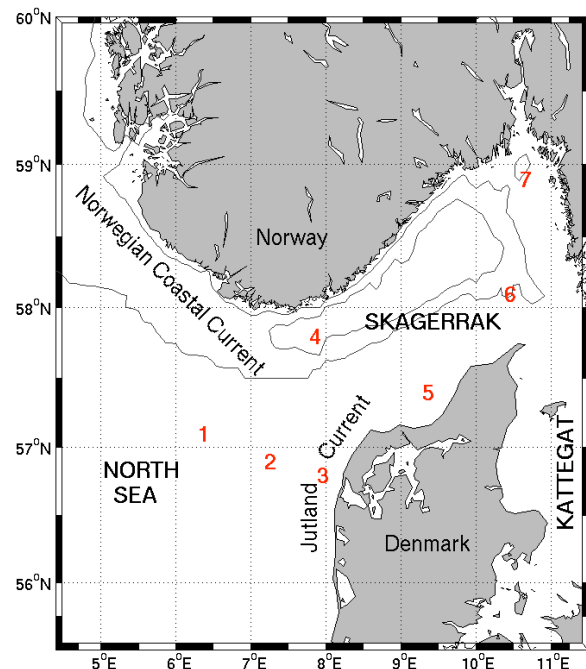 60°N
59°N
7
Norway
Norwegian Coastal Current
58°N
6
4
SKAGERRAK
5
1
57°N
2
3
Jutland Current
NORTH
SEA
KATTEGAT
Denmark
56°N
5°E 6°E 7°E 8°E 9°E 10°E 11°E